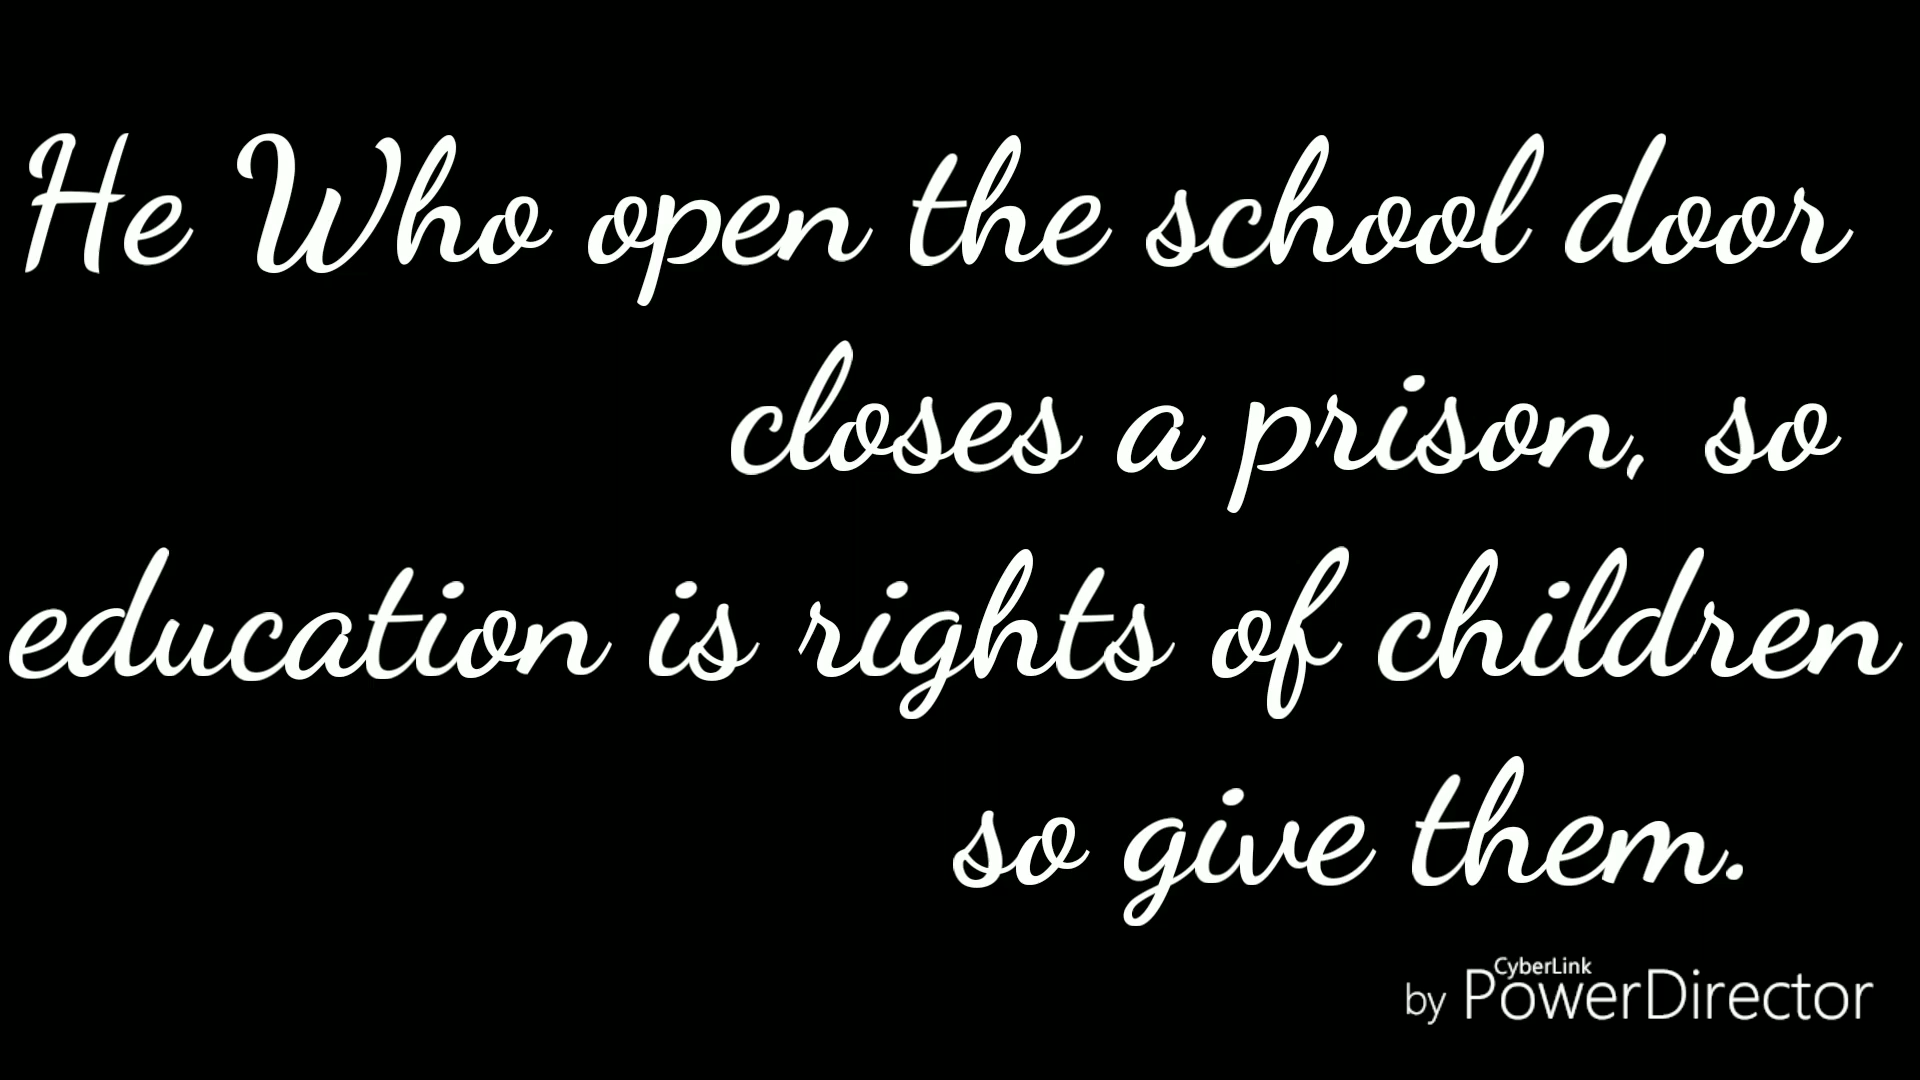 He Who open the school door
closes a prison, so
education is rights of children
so give them.
by CyberLink PowerDirector